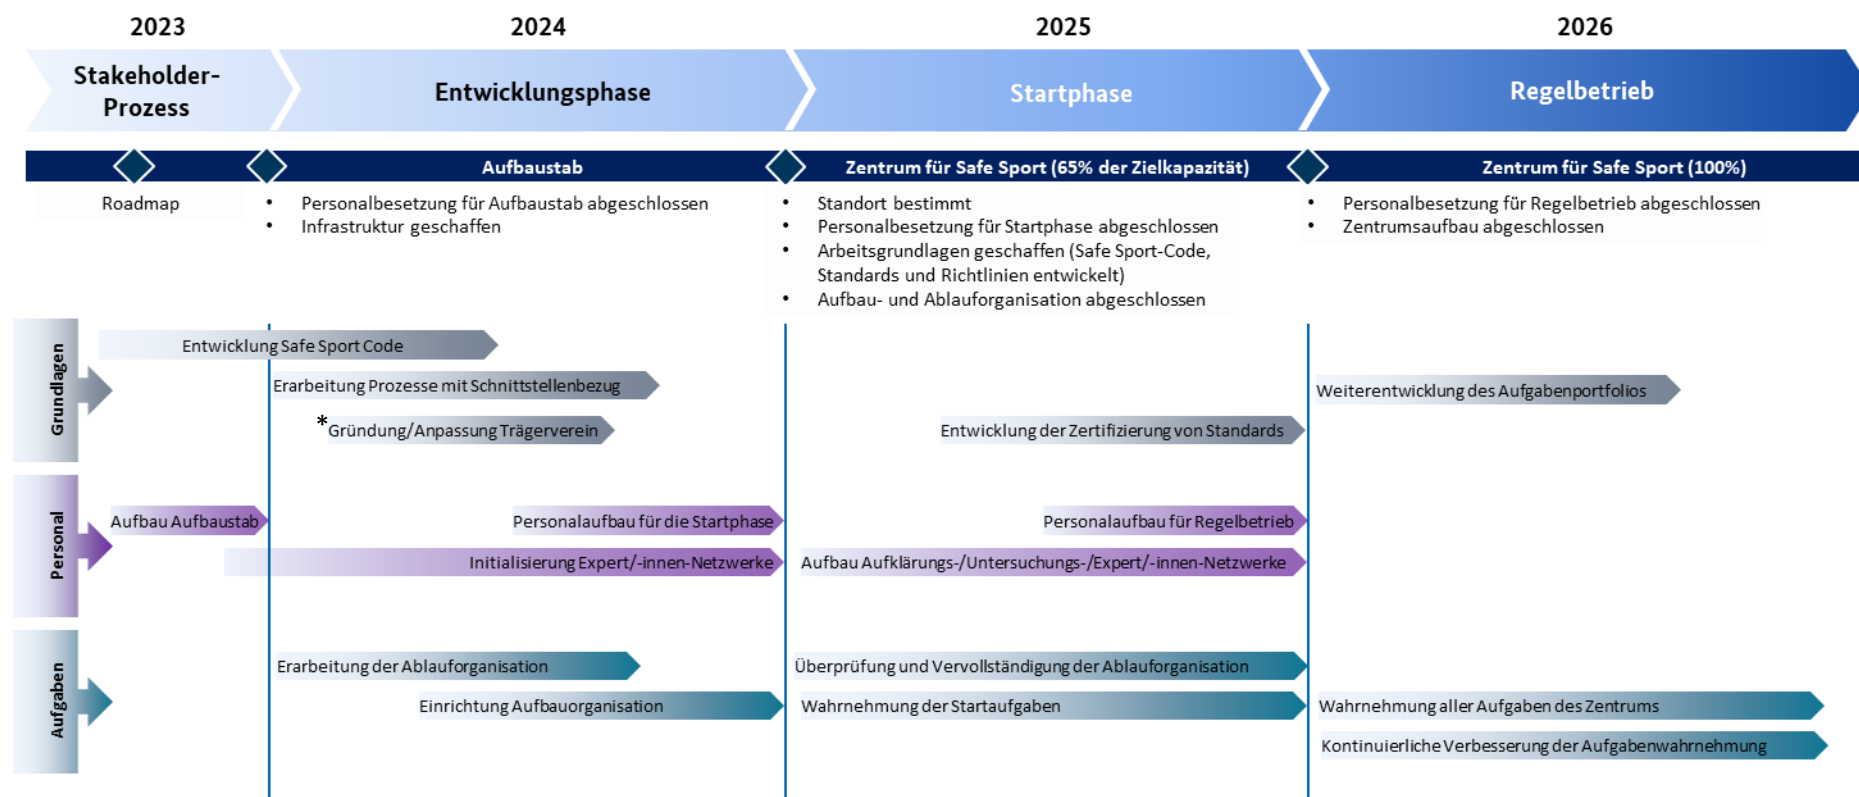 2023
2024
2025
2026
Stakeholder-
Prozess
Entwicklungsphase
Startphase
Regelbetrieb
Aufbaustab
Zentrum für Safe Sport (65% der Zielkapazität)
Zentrum für Safe Sport (100%)
Roadmap
• Personalbesetzung für Aufbaustab abgeschlossen
• Infrastruktur geschaffen
• Standort bestimmt
• Personalbesetzung für Startphase abgeschlossen
• Arbeitsgrundlagen geschaffen (Safe Sport-Code,
Standards und Richtlinien entwickelt)
• Aufbau- und Ablauforganisation abgeschlossen
• Personalbesetzung für Regelbetrieb abgeschlossen
• Zentrumsaufbau abgeschlossen
Grundlagen
Entwicklung Safe Sport Code
Erarbeitung Prozesse mit Schnittstellenbezug
Weiterentwicklung des Aufgabenportfolios
*Gründung/Anpassung Trägerverein
Entwicklung der Zertifizierung von Standards
Personal
Aufbau Aufbaustab
Personalaufbau für die Startphase
Personalaufbau für Regelbetrieb
Initialisierung Expert/-innen-Netzwerke
Aufbau Aufklärungs-/Untersuchungs-/Expert/-innen-Netzwerke
Aufgaben
Erarbeitung der Ablauforganisation
Überprüfung und Vervollständigung der Ablauforganisation
Einrichtung Aufbauorganisation
Wahrnehmung der Startaufgaben
Wahrnehmung aller Aufgaben des Zentrums
Kontinuierliche Verbesserung der Aufgabenwahrnehmung